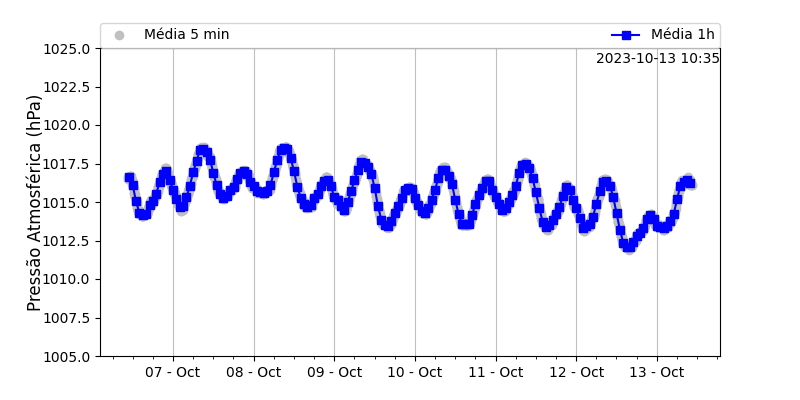 Média 5 min
Média 1h
2023-10-13 10:35
Pressão Atmosférica (hPa)
1025.0
1022.5
1020.0
1017.5
1015.0
1012.5
1010.0
1007.5
1005.0
07 - Oct
08 - Oct
09 - Oct
10 - Oct
11 - Oct
12 - Oct
13 - Oct